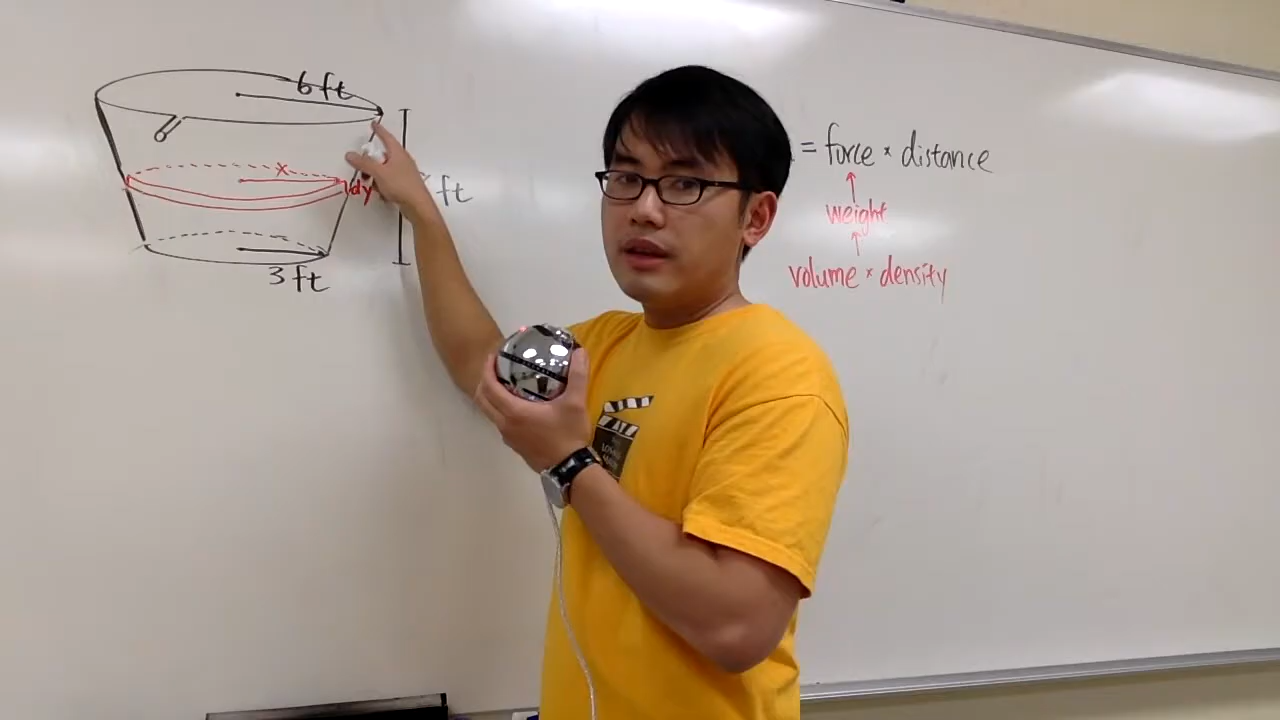 6 ft
x
dy
ft
3 ft
= force × distance
weight
volume × density